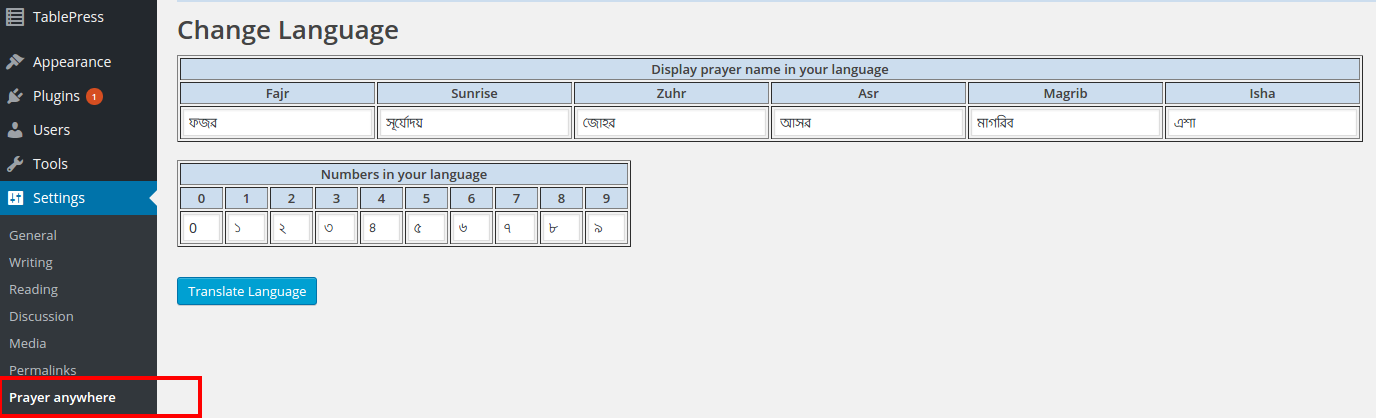 TablePress
Appearance
Plugins 1
Users
Tools
Settings
General
Writing
Reading
Discussion
Media
Permalinks
Prayer anywhere
Change Language
Display prayer name in your language
Fajr Sunrise Zuhr Asr Magrib Isha
ফজর সূর্যোদয় জোহর আসর মাগরিব এশা
Numbers in your language
0 1 2 3 4 5 6 7 8 9
0 ১ ২ ৩ ৪ ৫ ৬ ৭ ৮ ৯
Translate Language